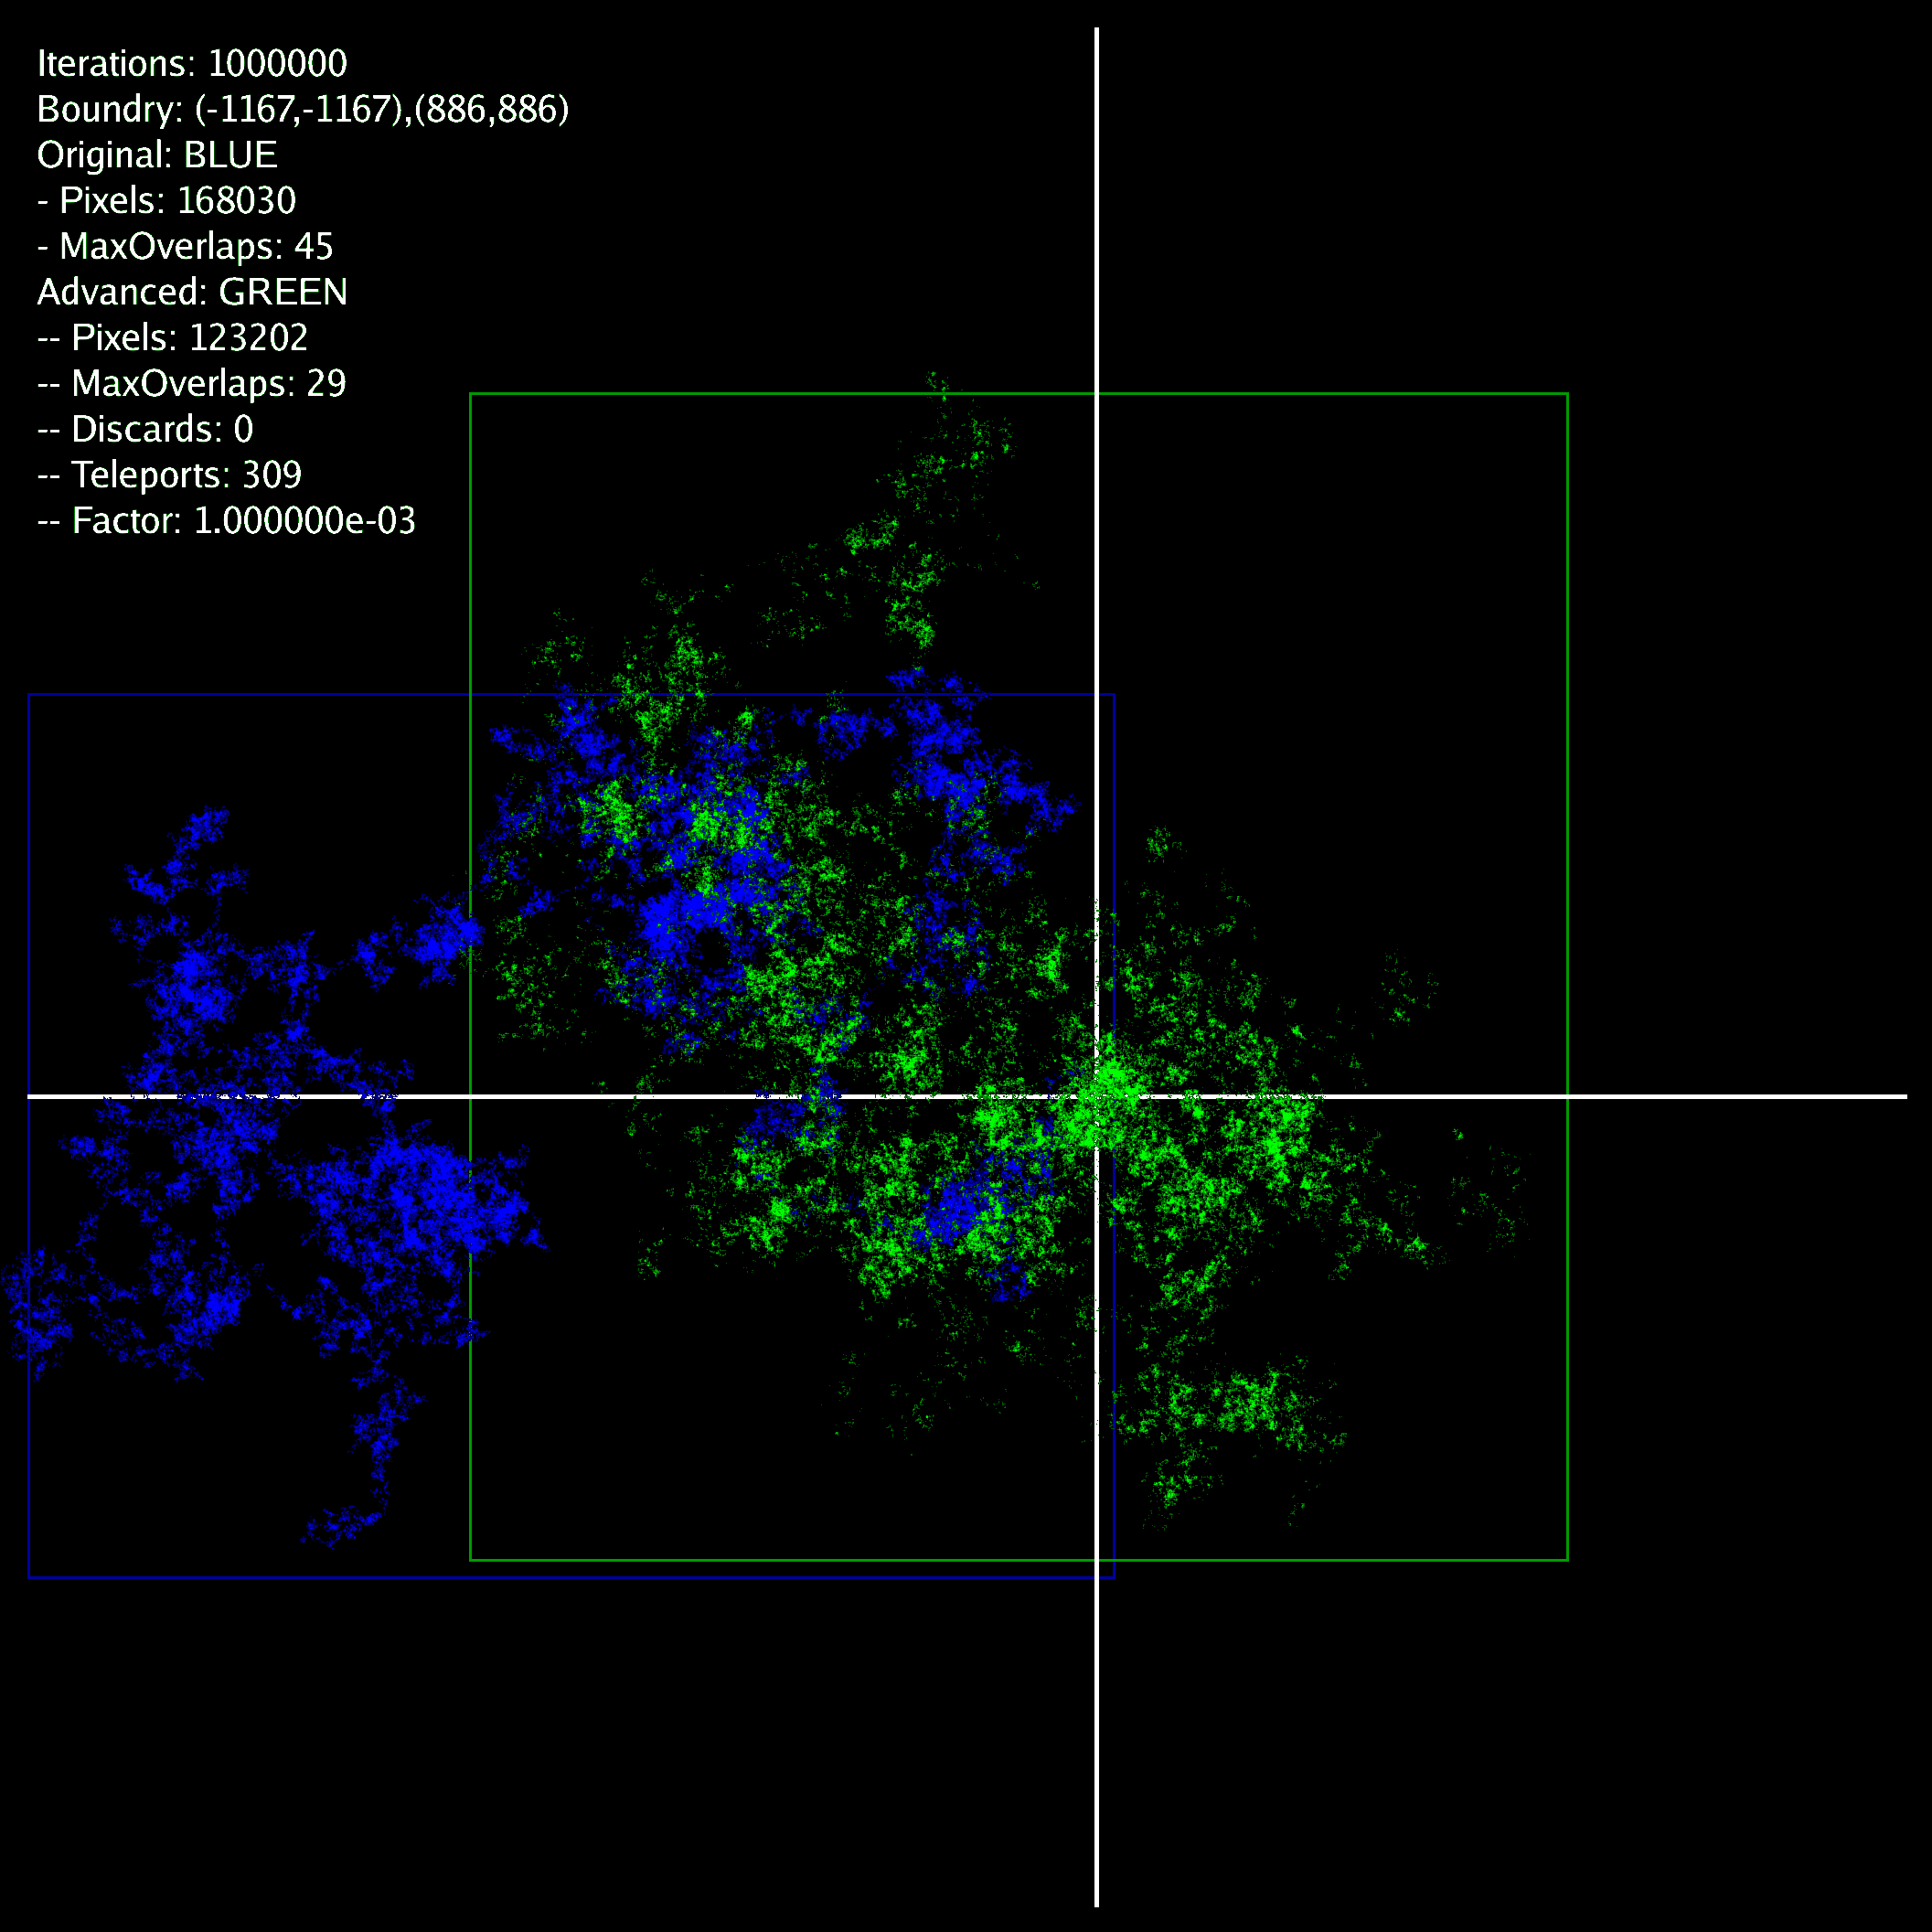 Iterations: 1000000
Boundry: (-1167,-1167),(886,886)
Original: BLUE
- Pixels: 168030
- MaxOverlaps: 45
Advanced: GREEN
-- Pixels: 123202
-- MaxOverlaps: 29
-- Discards: 0
-- Teleports: 309
-- Factor: 1.000000e-03